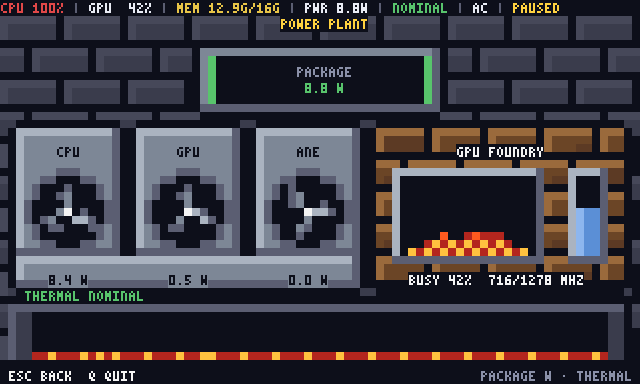 CPU 100% | GPU 42% | MEM 12.9G/16G | PWR 8.8W | NOMINAL | AC | PAUSED
POWER PLANT
PACKAGE
8.8 W
CPU GPU ANE
GPU FOUNDRY
8.4 W 0.5 W 0.0 W
BUSY 42% 716/1278 MHZ
THERMAL NOMINAL
ESC BACK Q QUIT
PACKAGE W · THERMAL